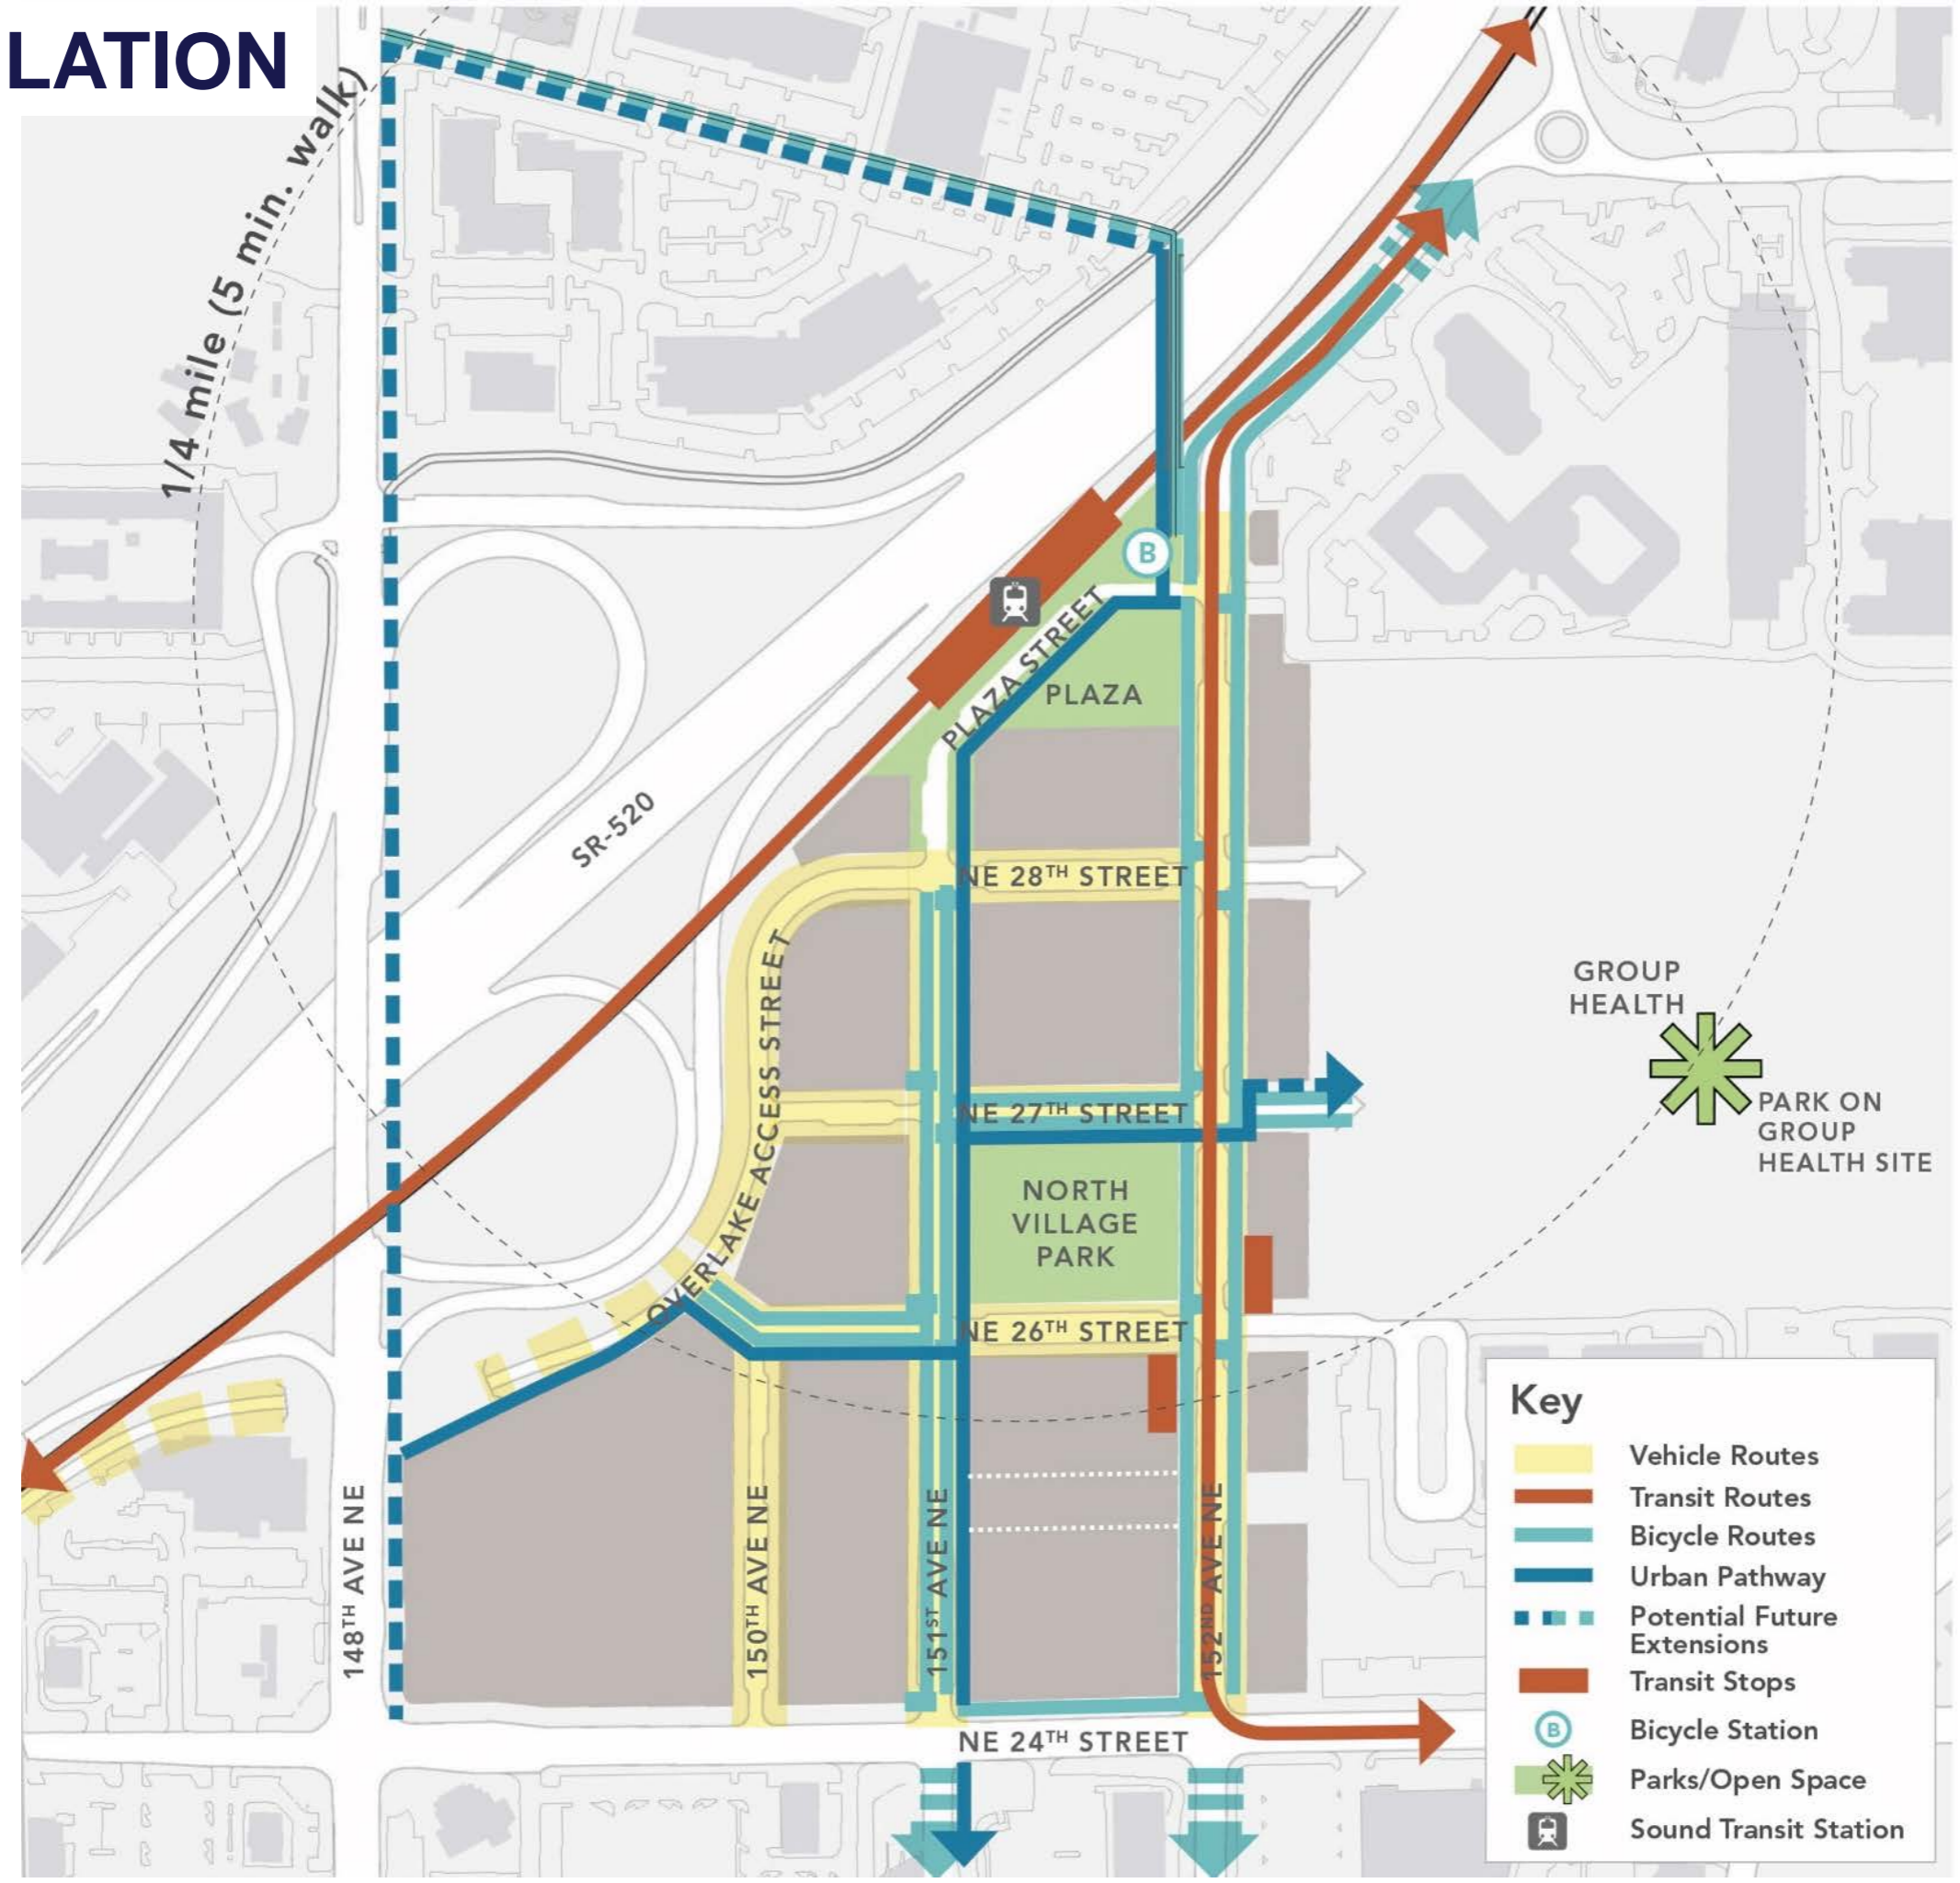 LATION
1/4 mile (5 min. walk)
B
PLAZA STREET
PLAZA
SR-520
NE 28TH STREET
OVERLAKE ACCESS STREET
GROUP
HEALTH
NE 27TH STREET
PARK ON
GROUP
HEALTH SITE
NORTH
VILLAGE
PARK
NE 26TH STREET
148TH AVE NE
150TH AVE NE
151ST AVE NE
152ND AVE NE
NE 24TH STREET
Key
Vehicle Routes
Transit Routes
Bicycle Routes
Urban Pathway
Potential Future
Extensions
Transit Stops
B
Bicycle Station
Parks/Open Space
Sound Transit Station